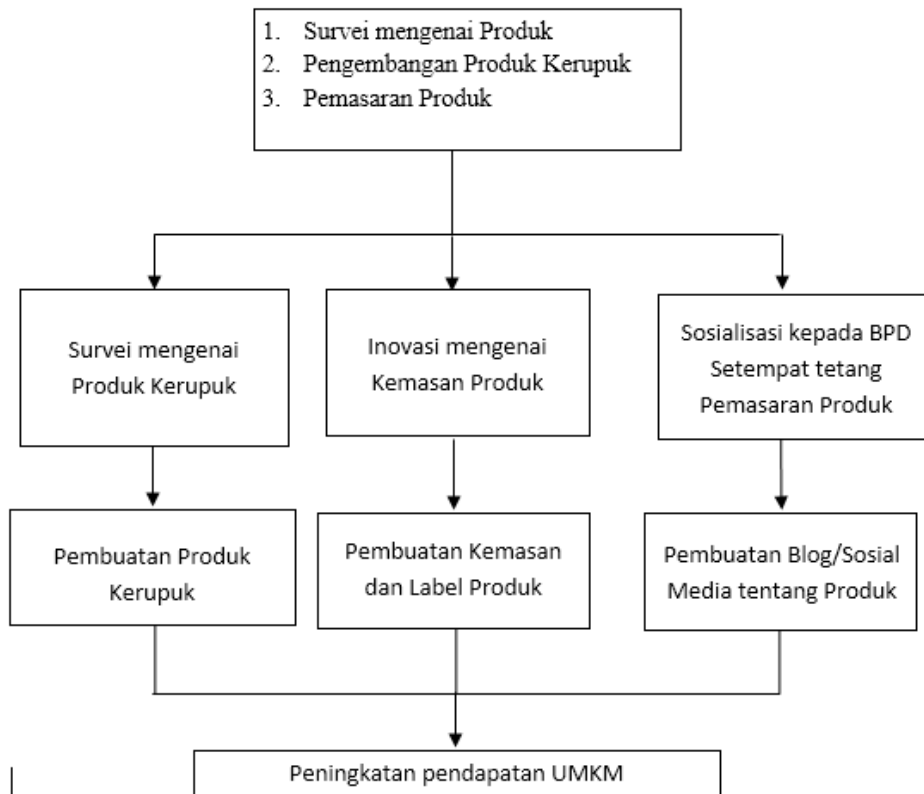 1. Survei mengenai Produk
2. Pengembangan Produk Kerupuk
3. Pemasaran Produk
Survei mengenai
Produk Kerupuk
Inovasi mengenai
Kemasan Produk
Sosialisasi kepada BPD
Setempat tetang
Pemasaran Produk
Pembuatan Produk
Kerupuk
Pembuatan Kemasan
dan Label Produk
Pembuatan Blog/Sosial
Media tentang Produk
Peningkatan pendapatan UMKM